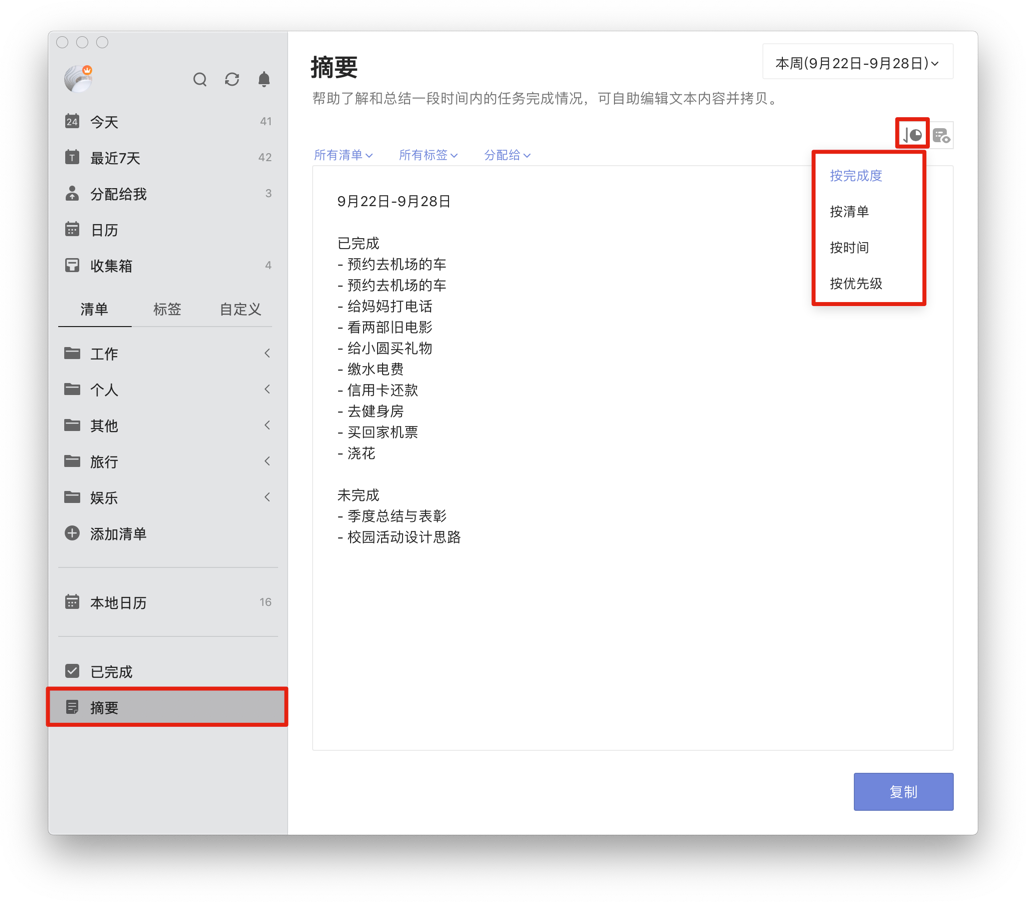 今天 41
最近7天 42
分配给我 3
日历
收集箱 4
清单 标签 自定义
工作
个人
其他
旅行
娱乐
添加清单
本地日历 16
已完成
摘要
摘要
本周(9月22日-9月28日)
帮助了解和总结一段时间内的任务完成情况，可自助编辑文本内容并拷贝。
所有清单 所有标签 分配给
按完成度
按清单
按时间
按优先级
9月22日-9月28日
已完成
- 预约去机场的车
- 预约去机场的车
- 给妈妈打电话
- 看两部旧电影
- 给小圆买礼物
- 缴水电费
- 信用卡还款
- 去健身房
- 买回家机票
- 浇花
未完成
- 季度总结与表彰
- 校园活动设计思路
复制